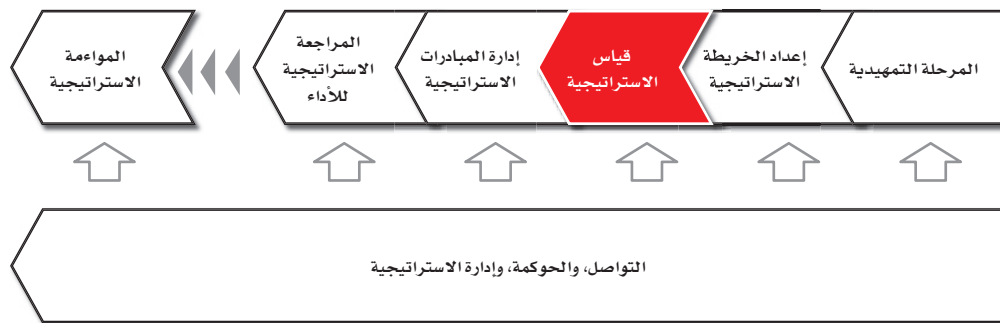 المرحلة التمهيدية
إعداد الخريطة
الاستراتيجية
قياس
الاستراتيجية
إدارة المبادرات
الاستراتيجية
المراجعة
الاستراتيجية
للأداء
المواءمة
الاستراتيجية
التواصل، والحوكمة، وإدارة الاستراتيجية